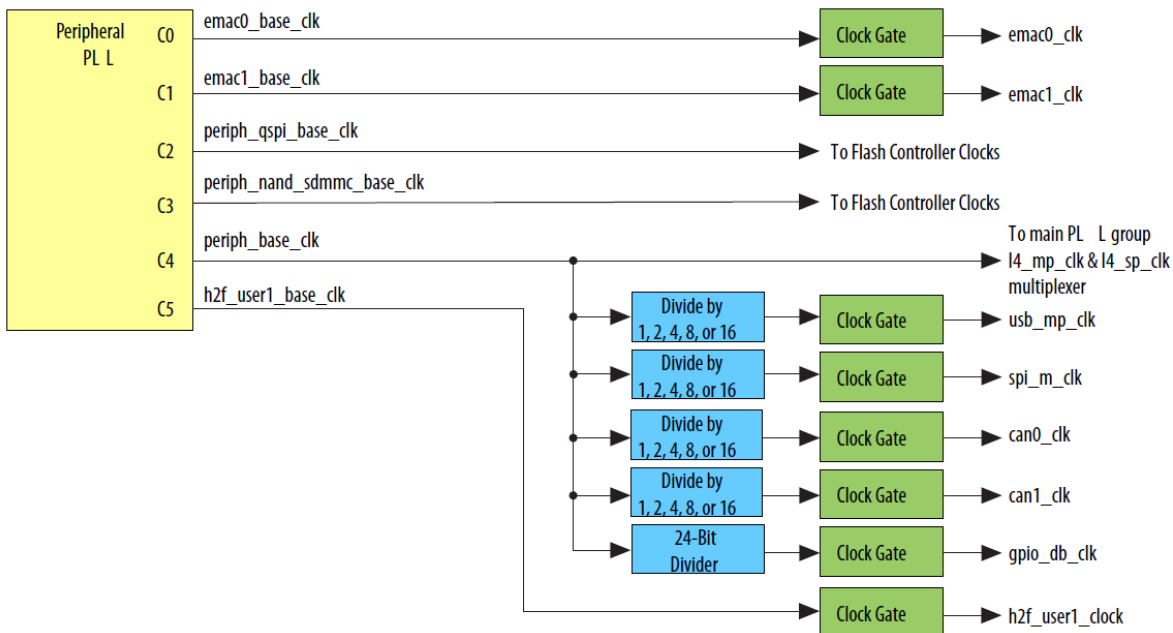 Peripheral
PL L
C0
emac0_base_clk
Clock Gate
emac0_clk
C1
emac1_base_clk
Clock Gate
emac1_clk
C2
periph_qspi_base_clk
To Flash Controller Clocks
C3
periph_nand_sdmmc_base_clk
To Flash Controller Clocks
C4
periph_base_clk
To main PL L group
l4_mp_clk & l4_sp_clk
multiplexer
C5
h2f_user1_base_clk
Divide by
1, 2, 4, 8, or 16
Clock Gate
usb_mp_clk
Divide by
1, 2, 4, 8, or 16
Clock Gate
spi_m_clk
Divide by
1, 2, 4, 8, or 16
Clock Gate
can0_clk
Divide by
1, 2, 4, 8, or 16
Clock Gate
can1_clk
24-Bit
Divider
Clock Gate
gpio_db_clk
Clock Gate
h2f_user1_clock